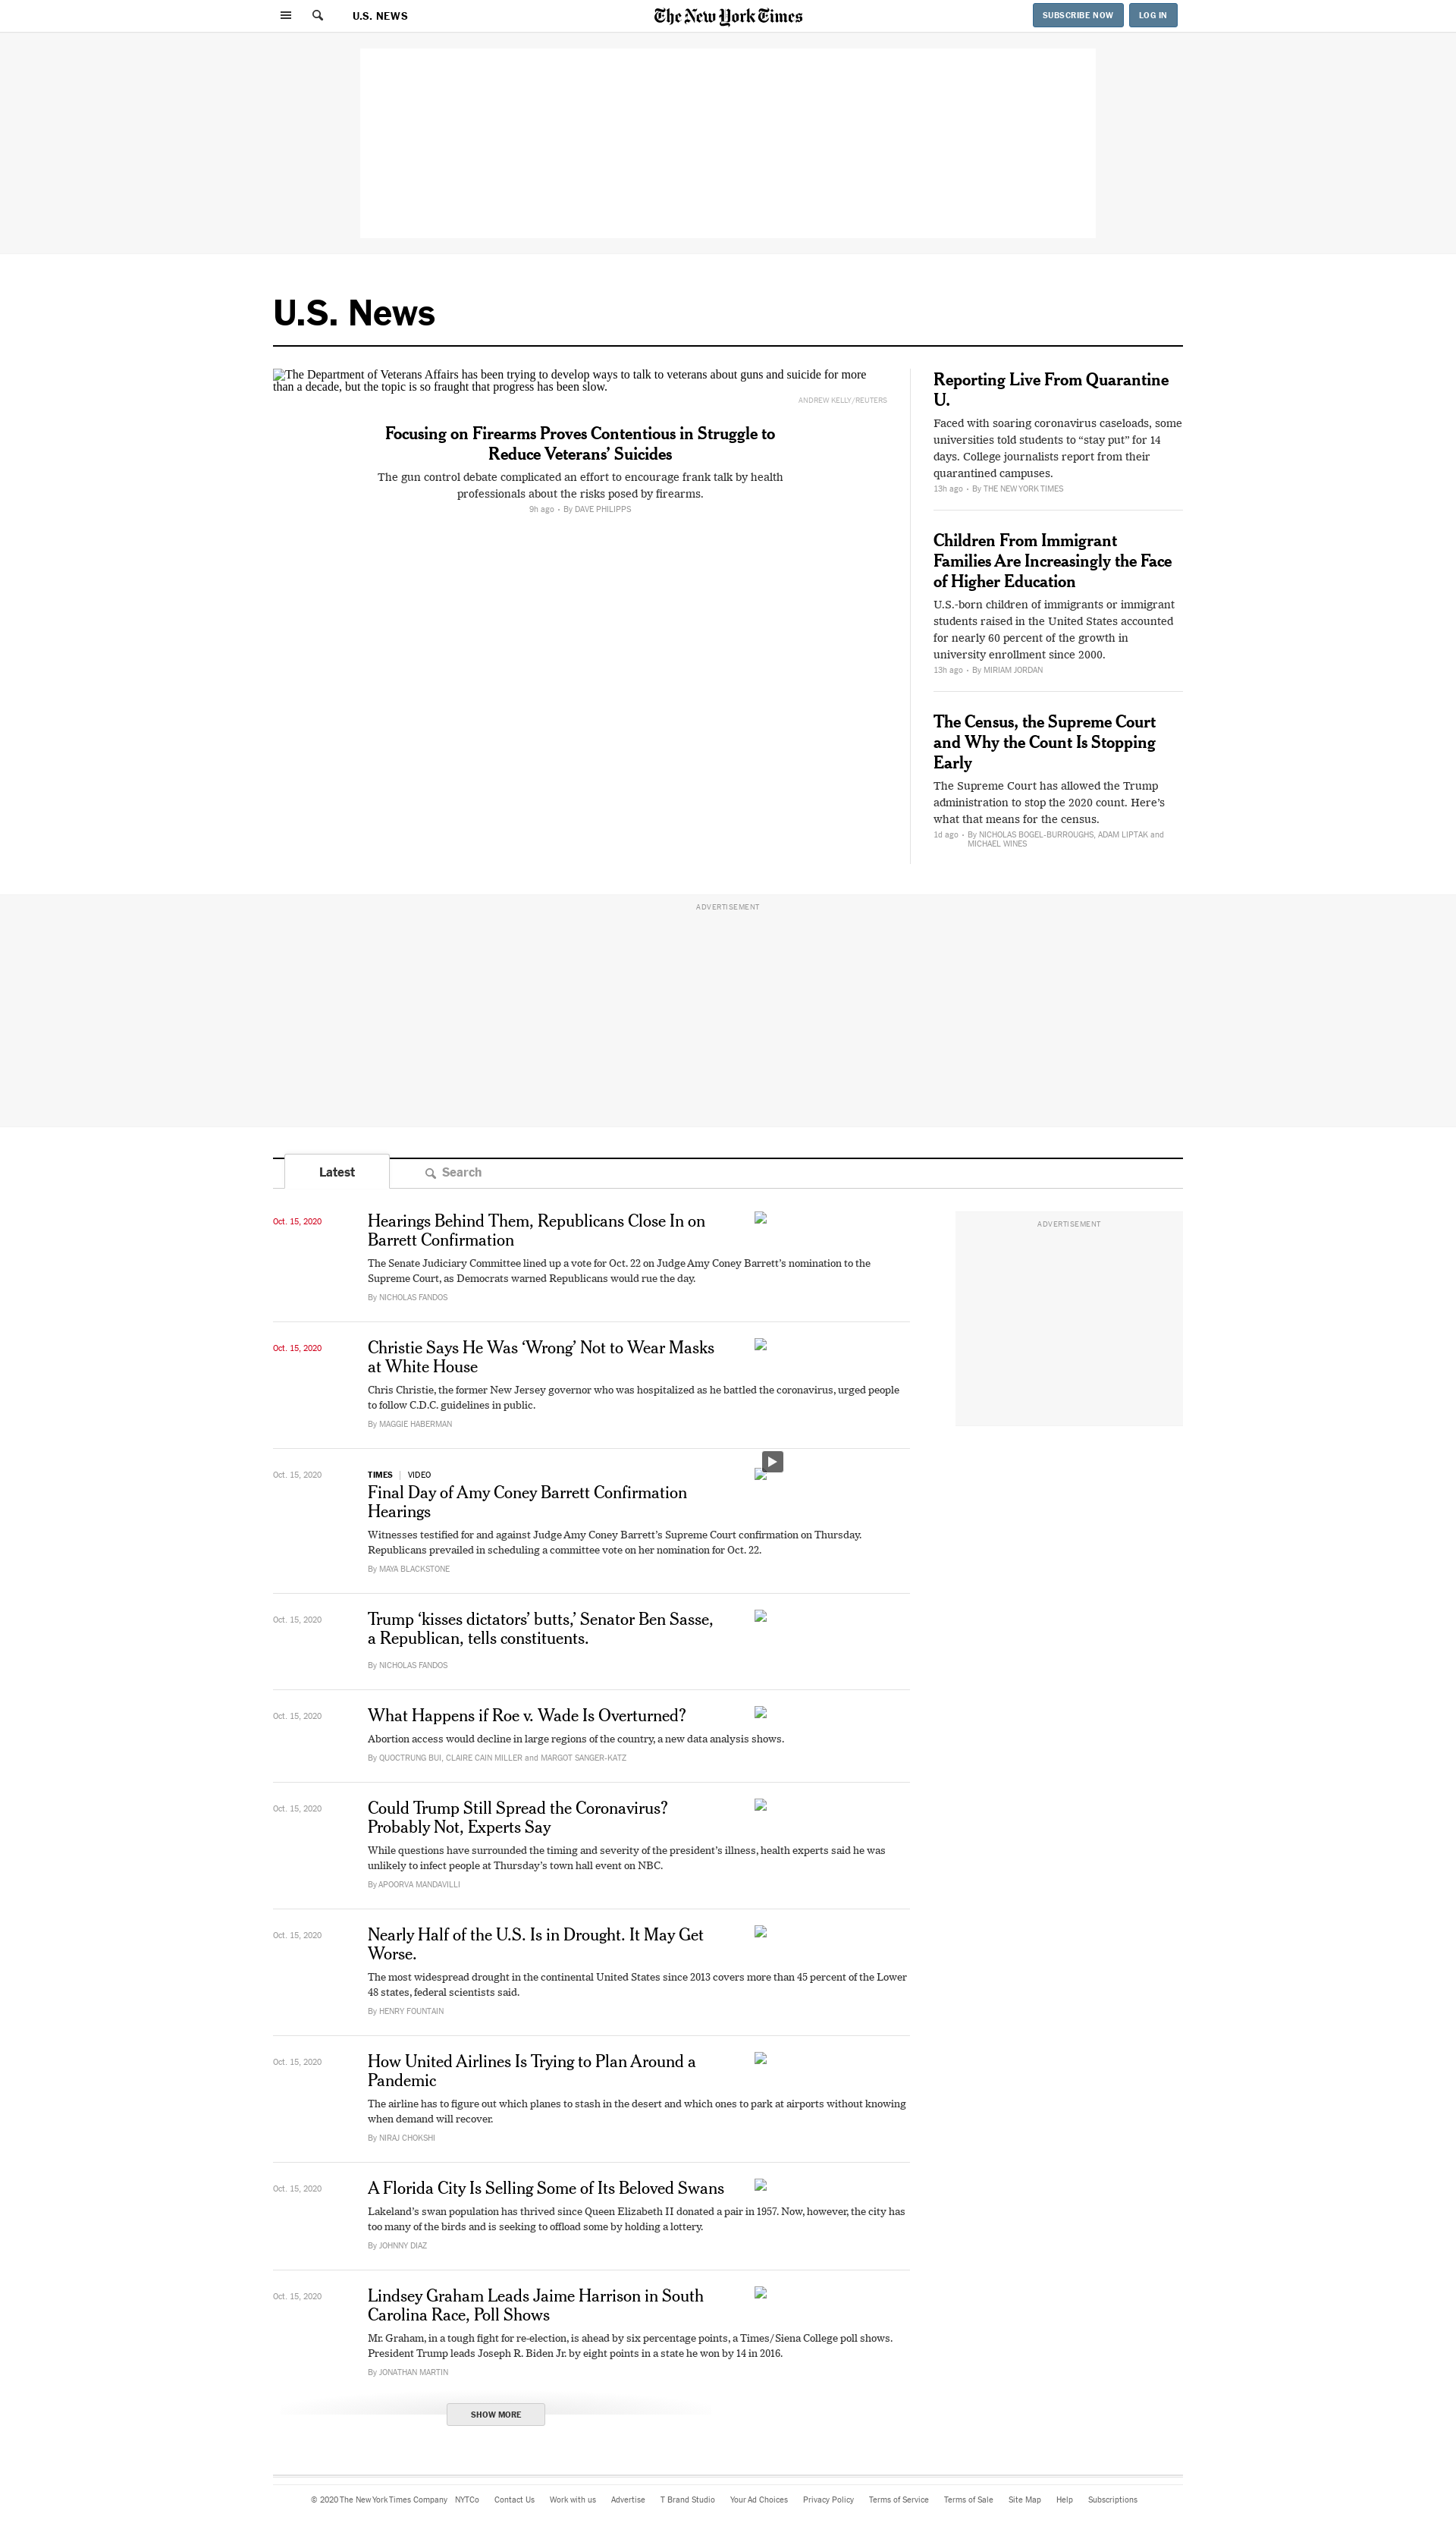 U.S. NEWS
The New York Times
SUBSCRIBE NOW
LOG IN
U.S. News
The Department of Veterans Affairs has been trying to develop ways to talk to veterans about guns and suicide for more
than a decade, but the topic is so fraught that progress has been slow.
ANDREW KELLY/REUTERS
Focusing on Firearms Proves Contentious in Struggle to
Reduce Veterans’ Suicides
The gun control debate complicated an effort to encourage frank talk by health
professionals about the risks posed by firearms.
9h ago • By DAVE PHILIPPS
Reporting Live From Quarantine
U.
Faced with soaring coronavirus caseloads, some
universities told students to “stay put” for 14
days. College journalists report from their
quarantined campuses.
13h ago • By THE NEW YORK TIMES
Children From Immigrant
Families Are Increasingly the Face
of Higher Education
U.S.-born children of immigrants or immigrant
students raised in the United States accounted
for nearly 60 percent of the growth in
university enrollment since 2000.
13h ago • By MIRIAM JORDAN
The Census, the Supreme Court
and Why the Count Is Stopping
Early
The Supreme Court has allowed the Trump
administration to stop the 2020 count. Here’s
what that means for the census.
1d ago • By NICHOLAS BOGEL-BURROUGHS, ADAM LIPTAK and
MICHAEL WINES
ADVERTISEMENT
Latest
Search
Oct. 15, 2020
Hearings Behind Them, Republicans Close In on
Barrett Confirmation
The Senate Judiciary Committee lined up a vote for Oct. 22 on Judge Amy Coney Barrett’s nomination to the
Supreme Court, as Democrats warned Republicans would rue the day.
By NICHOLAS FANDOS
ADVERTISEMENT
Oct. 15, 2020
Christie Says He Was ‘Wrong’ Not to Wear Masks
at White House
Chris Christie, the former New Jersey governor who was hospitalized as he battled the coronavirus, urged people
to follow C.D.C. guidelines in public.
By MAGGIE HABERMAN
Oct. 15, 2020
TIMES | VIDEO
Final Day of Amy Coney Barrett Confirmation
Hearings
Witnesses testified for and against Judge Amy Coney Barrett’s Supreme Court confirmation on Thursday.
Republicans prevailed in scheduling a committee vote on her nomination for Oct. 22.
By MAYA BLACKSTONE
Oct. 15, 2020
Trump ‘kisses dictators’ butts,’ Senator Ben Sasse,
a Republican, tells constituents.
By NICHOLAS FANDOS
Oct. 15, 2020
What Happens if Roe v. Wade Is Overturned?
Abortion access would decline in large regions of the country, a new data analysis shows.
By QUOCTRUNG BUI, CLAIRE CAIN MILLER and MARGOT SANGER-KATZ
Oct. 15, 2020
Could Trump Still Spread the Coronavirus?
Probably Not, Experts Say
While questions have surrounded the timing and severity of the president’s illness, health experts said he was
unlikely to infect people at Thursday’s town hall event on NBC.
By APOORVA MANDAVILLI
Oct. 15, 2020
Nearly Half of the U.S. Is in Drought. It May Get
Worse.
The most widespread drought in the continental United States since 2013 covers more than 45 percent of the Lower
48 states, federal scientists said.
By HENRY FOUNTAIN
Oct. 15, 2020
How United Airlines Is Trying to Plan Around a
Pandemic
The airline has to figure out which planes to stash in the desert and which ones to park at airports without knowing
when demand will recover.
By NIRAJ CHOKSHI
Oct. 15, 2020
A Florida City Is Selling Some of Its Beloved Swans
Lakeland’s swan population has thrived since Queen Elizabeth II donated a pair in 1957. Now, however, the city has
too many of the birds and is seeking to offload some by holding a lottery.
By JOHNNY DIAZ
Oct. 15, 2020
Lindsey Graham Leads Jaime Harrison in South
Carolina Race, Poll Shows
Mr. Graham, in a tough fight for re-election, is ahead by six percentage points, a Times/Siena College poll shows.
President Trump leads Joseph R. Biden Jr. by eight points in a state he won by 14 in 2016.
By JONATHAN MARTIN
SHOW MORE
© 2020 The New York Times Company NYTCo Contact Us Work with us Advertise T Brand Studio Your Ad Choices Privacy Policy Terms of Service Terms of Sale Site Map Help Subscriptions